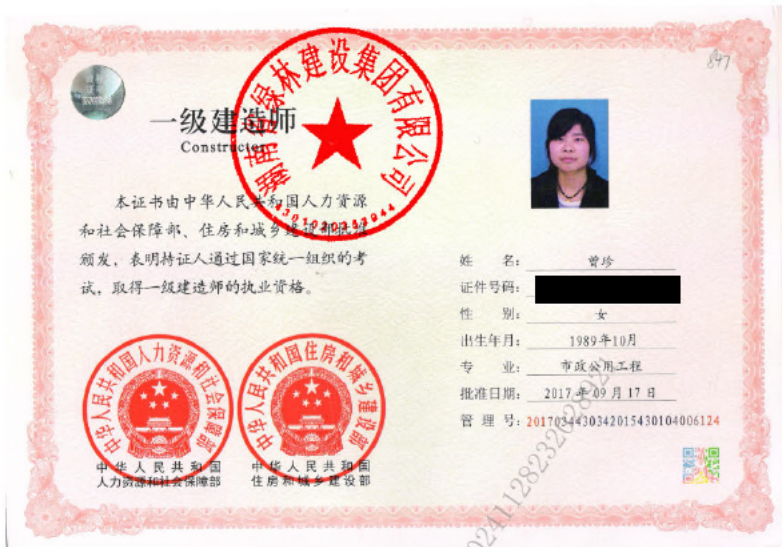 847
一级建造师
Constructor
湖南省绿林建设集团有限公司
本证书由中华人民共和国人力资源
和社会保障部、住房和城乡建设部批准
颁发，表明持证人通过国家统一组织的考
试，取得一级建造师的执业资格。
姓 名： 曾珍
证件号码：
性 别： 女
出生年月： 1989年10月
专 业： 市政公用工程
批准日期： 2017年09月17日
管 理 号：2017034430342015430104006124
中华人民共和国人力资源和社会保障部
中华人民共和国住房和城乡建设部
中华人民共和国
人力资源和社会保障部
中华人民共和国
住房和城乡建设部